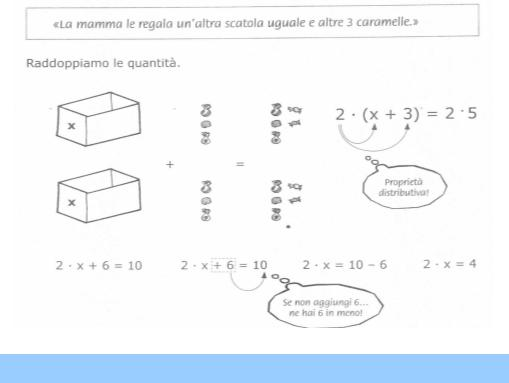 «La mamma le regala un'altra scatola uguale e altre 3 caramelle.»
Raddoppiamo le quantità.
x
2 · (x + 3) = 2 · 5
+ =
Proprietà
distributiva!
x
2 · x + 6 = 10 2 · x + 6 = 10 2 · x = 10 – 6 2 · x = 4
Se non aggiungi 6...
ne hai 6 in meno!